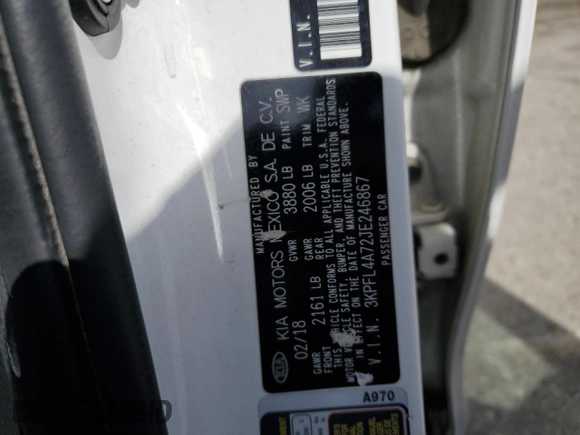 MANUFACTURED BY
KIA MOTORS MEXICO S.A. DE C.V.
02/18 GVWR 3880 LB PAINT SWP
GAWR FRONT 2161 LB GAWR REAR 2006 LB TRIM WK
THIS VEHICLE CONFORMS TO ALL APPLICABLE U.S.A. FEDERAL
MOTOR VEHICLE SAFETY, BUMPER, AND THEFT PREVENTION STANDARDS
IN EFFECT ON THE DATE OF MANUFACTURE SHOWN ABOVE.
V.I.N. 3KPFL4A72JE246867
PASSENGER CAR
KIA
V.I.N.
A970